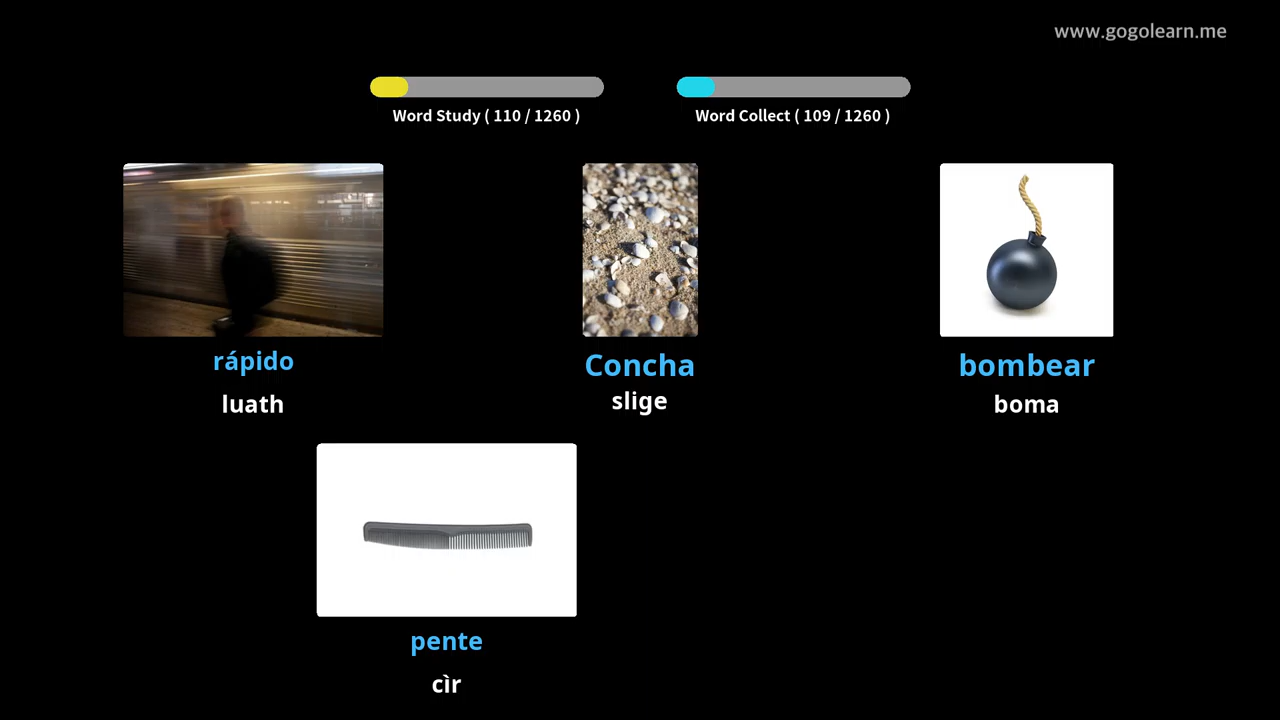 www.gogolearn.me
Word Study ( 110 / 1260 )
Word Collect ( 109 / 1260 )
rápido
luath
Concha
slige
bombear
boma
pente
cìr